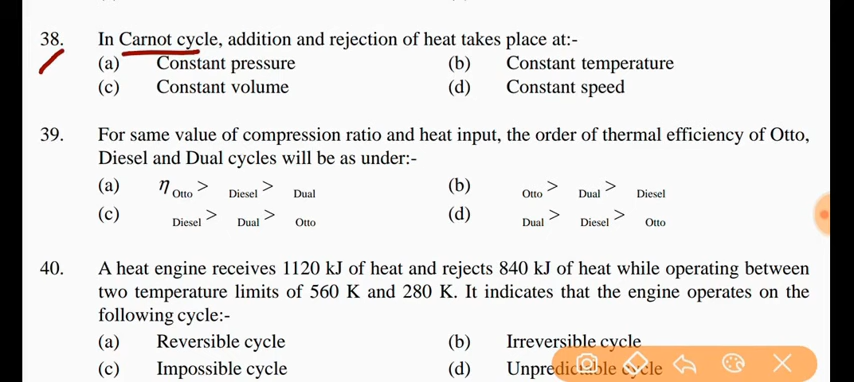 38. In Carnot cycle, addition and rejection of heat takes place at:-
(a) Constant pressure (b) Constant temperature
(c) Constant volume (d) Constant speed
39. For same value of compression ratio and heat input, the order of thermal efficiency of Otto,
Diesel and Dual cycles will be as under:-
(a) η Otto > Diesel > Dual (b) Otto > Dual > Diesel
(c) Diesel > Dual > Otto (d) Dual > Diesel > Otto
40. A heat engine receives 1120 kJ of heat and rejects 840 kJ of heat while operating between
two temperature limits of 560 K and 280 K. It indicates that the engine operates on the
following cycle:-
(a) Reversible cycle (b) Irreversible cycle
(c) Impossible cycle (d) cycle